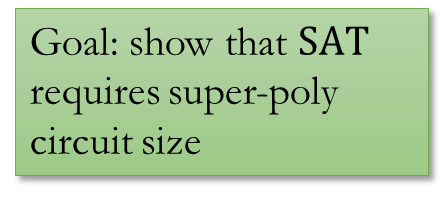 Goal: show that SAT
requires super-poly
circuit size